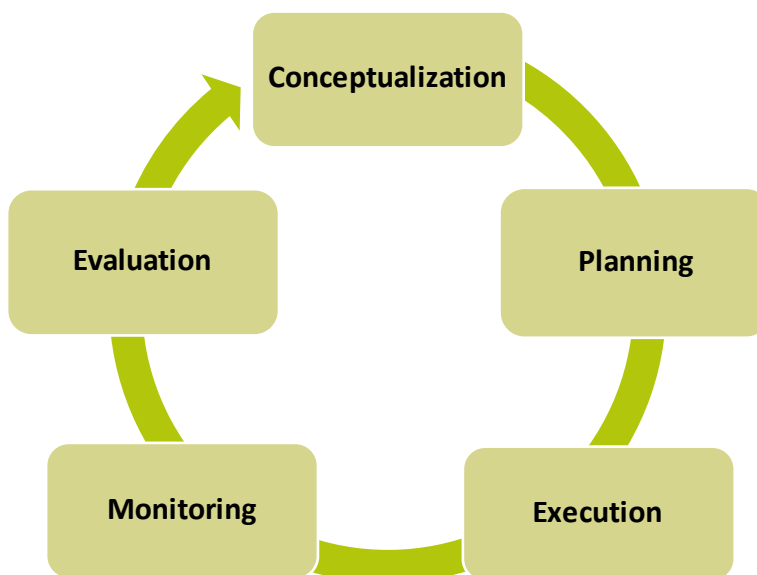 Conceptualization
Planning
Execution
Monitoring
Evaluation